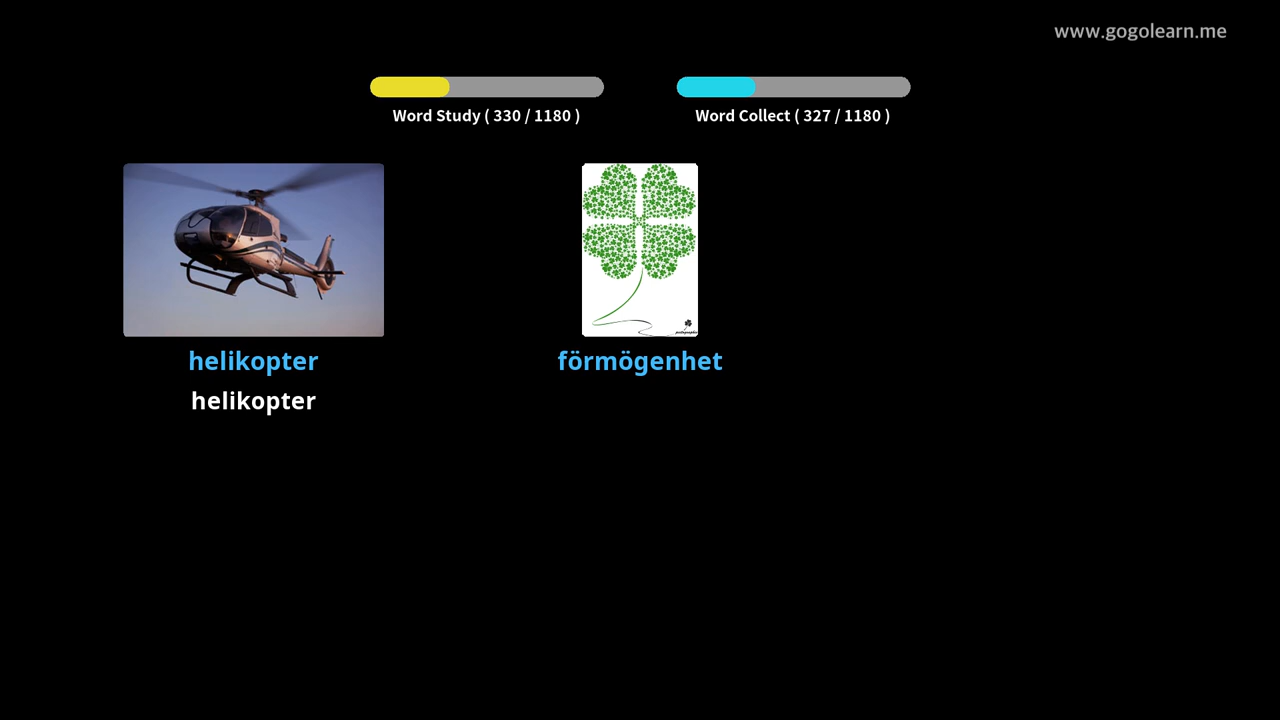 www.gogolearn.me
Word Study ( 330 / 1180 )
Word Collect ( 327 / 1180 )
helikopter
förmögenhet
helikopter